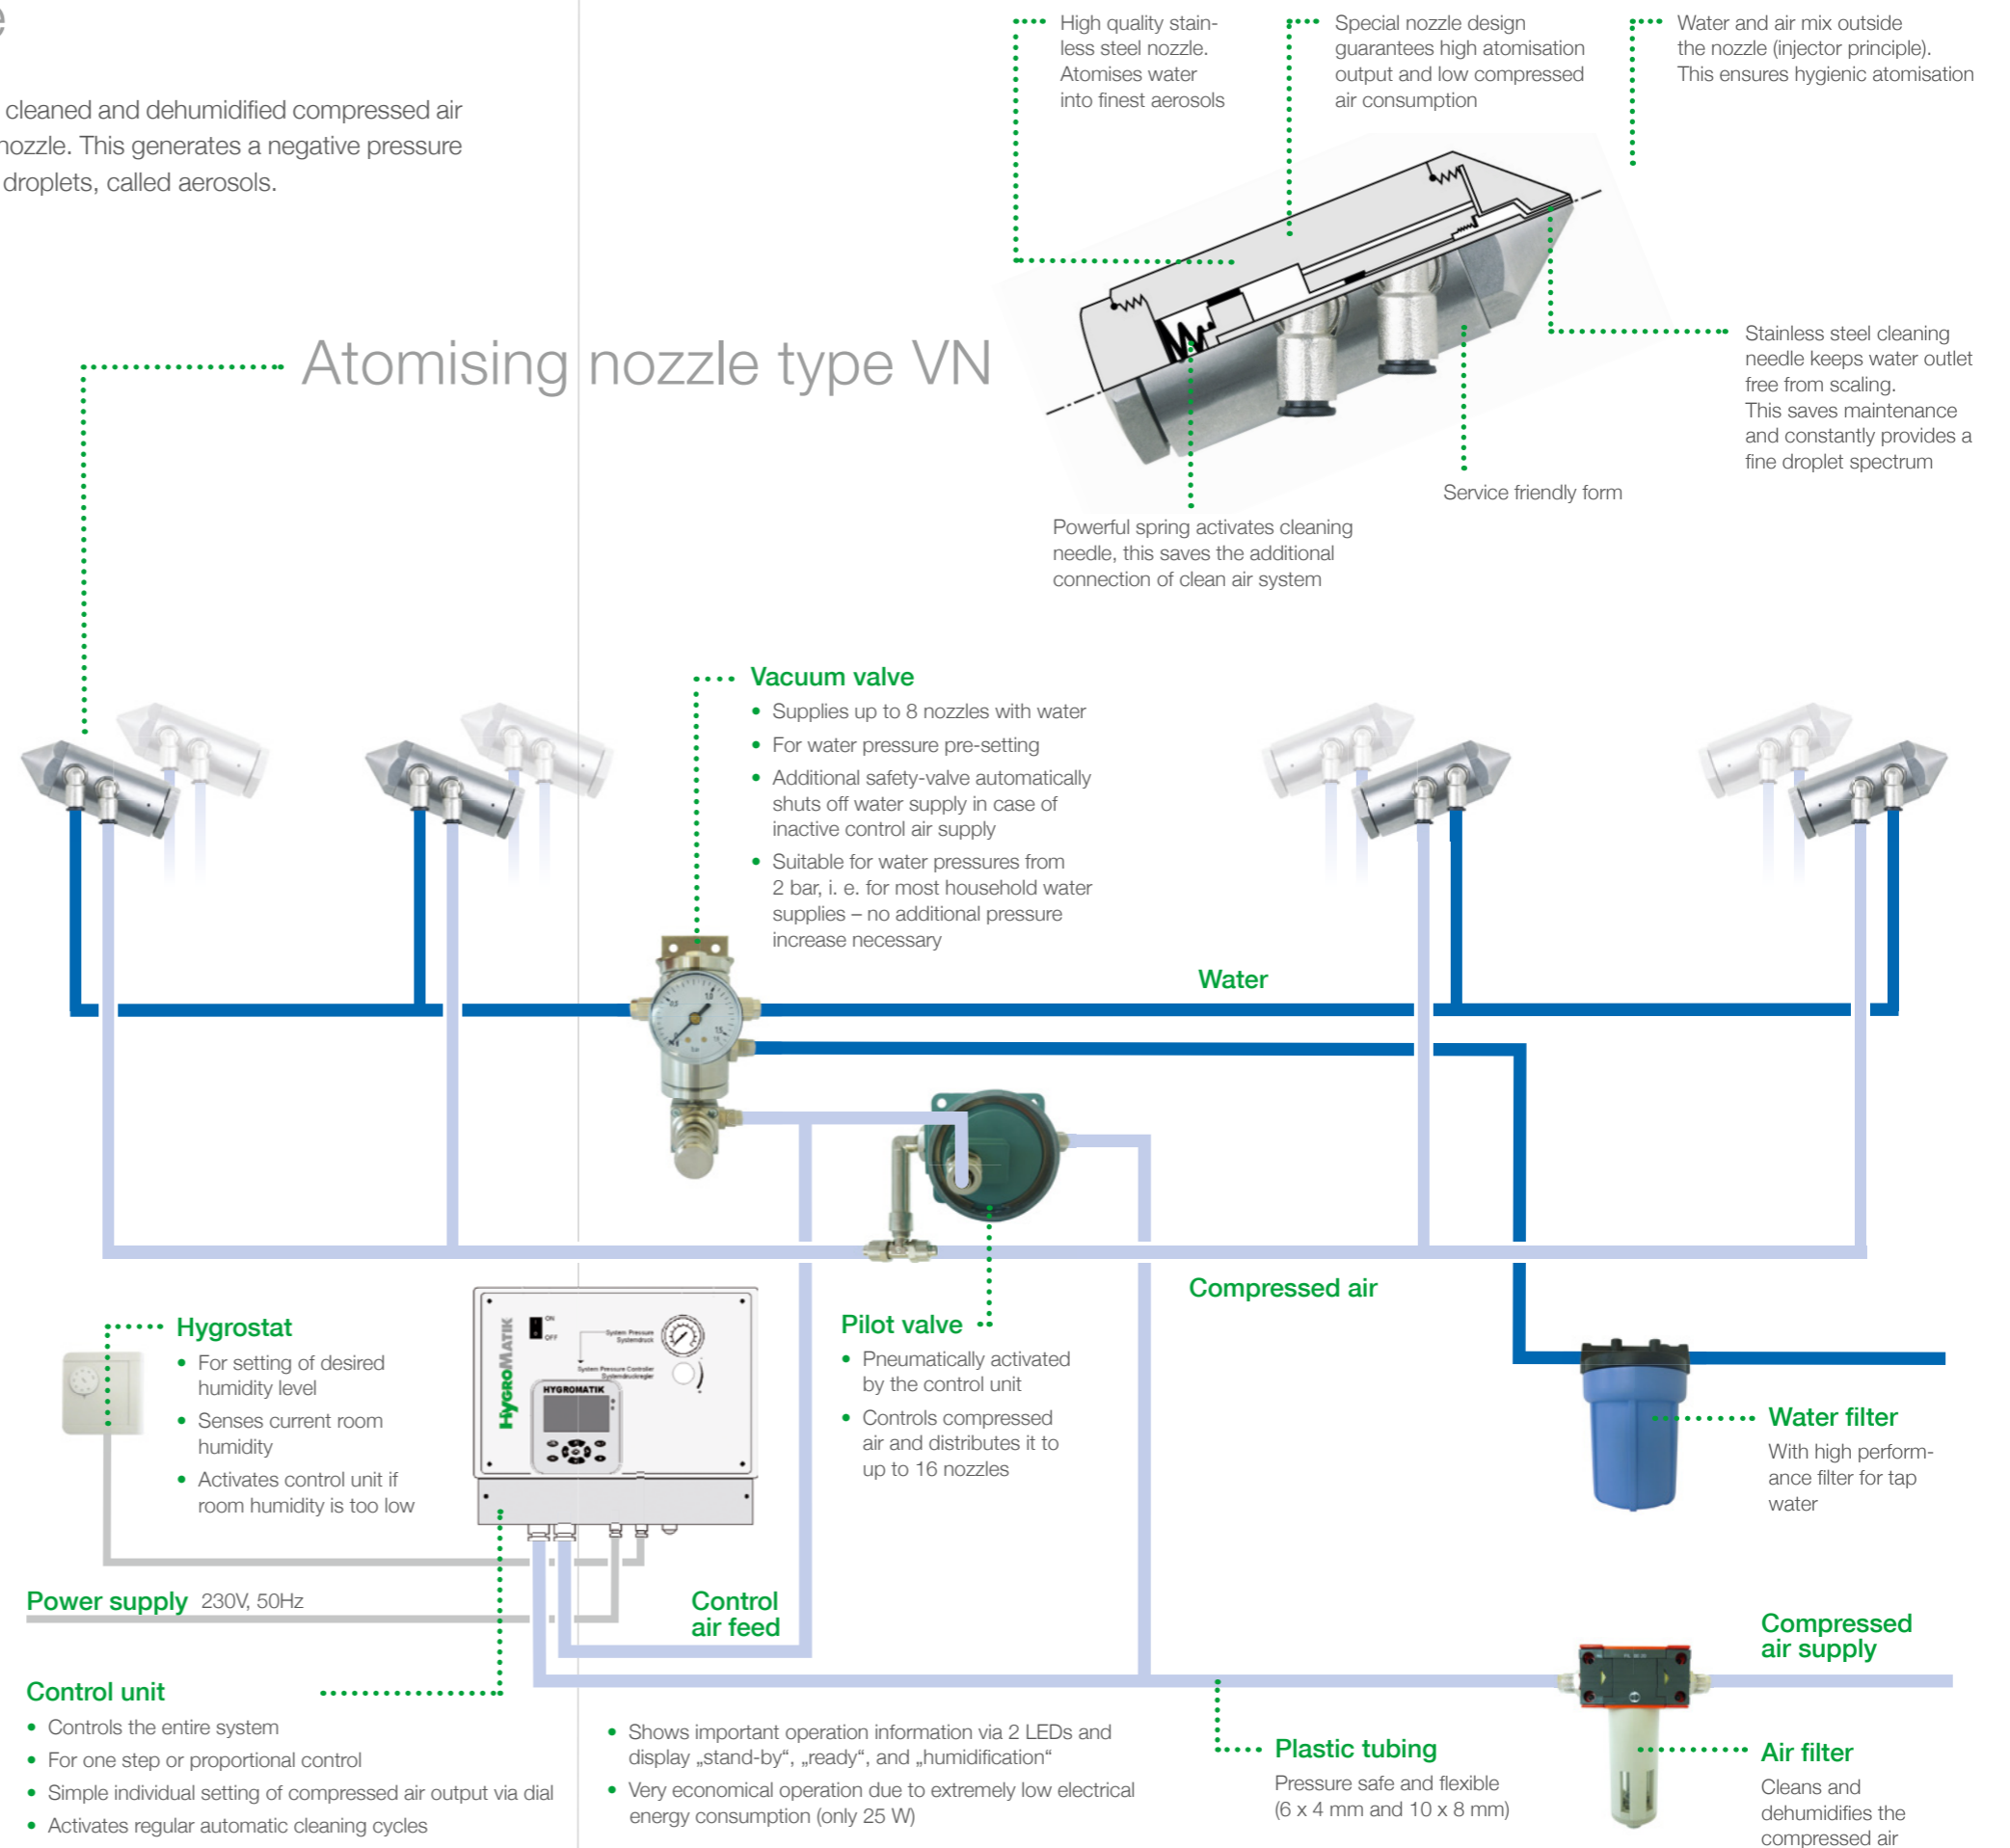 e
cleaned and dehumidified compressed air
nozzle. This generates a negative pressure
droplets, called aerosols.
High quality stain-
less steel nozzle.
Atomises water
into finest aerosols
Special nozzle design
guarantees high atomisation
output and low compressed
air consumption
Water and air mix outside
the nozzle (injector principle).
This ensures hygienic atomisation
Atomising nozzle type VN
Stainless steel cleaning
needle keeps water outlet
free from scaling.
This saves maintenance
and constantly provides a
fine droplet spectrum
Service friendly form
Powerful spring activates cleaning
needle, this saves the additional
connection of clean air system
Vacuum valve
• Supplies up to 8 nozzles with water
• For water pressure pre-setting
• Additional safety-valve automatically
shuts off water supply in case of
inactive control air supply
• Suitable for water pressures from
2 bar, i. e. for most household water
supplies – no additional pressure
increase necessary
Water
Compressed air
Hygrostat
• For setting of desired
humidity level
• Senses current room
humidity
• Activates control unit if
room humidity is too low
HYGROMATIK
ON
OFF
System Pressure
Systemdruck
System Pressure Controller
Systemdruckregler
HYGROMATIK
Pilot valve
• Pneumatically activated
by the control unit
• Controls compressed
air and distributes it to
up to 16 nozzles
Water filter
With high perform-
ance filter for tap
water
Power supply 230V, 50Hz
Control
air feed
Compressed
air supply
Control unit
• Controls the entire system
• For one step or proportional control
• Simple individual setting of compressed air output via dial
• Activates regular automatic cleaning cycles
• Shows important operation information via 2 LEDs and
display „stand-by“, „ready“, and „humidification“
• Very economical operation due to extremely low electrical
energy consumption (only 25 W)
Plastic tubing
Pressure safe and flexible
(6 x 4 mm and 10 x 8 mm)
Air filter
Cleans and
dehumidifies the
compressed air